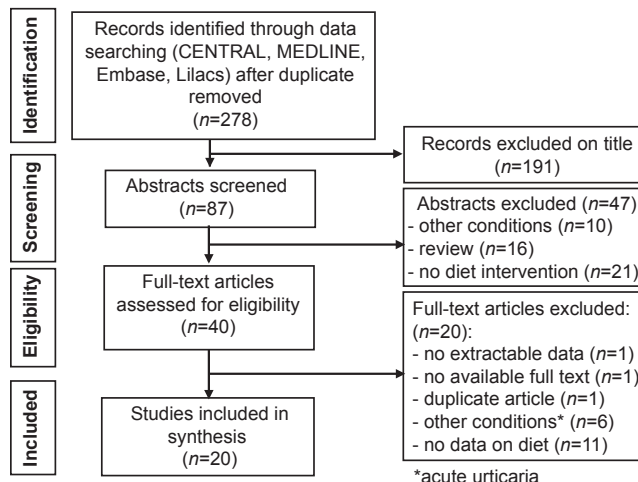 Identification
Records identified through data
searching (CENTRAL, MEDLINE,
Embase, Lilacs) after duplicate
removed
(n=278)
Records excluded on title
(n=191)
Screening
Abstracts screened
(n=87)
Abstracts excluded (n=47)
- other conditions (n=10)
- review (n=16)
- no diet intervention (n=21)
Eligibility
Full-text articles
assessed for eligibility
(n=40)
Full-text articles excluded:
(n=20):
- no extractable data (n=1)
- no available full text (n=1)
- duplicate article (n=1)
- other conditions* (n=6)
- no data on diet (n=11)
Included
Studies included in
synthesis
(n=20)
*acute urticaria